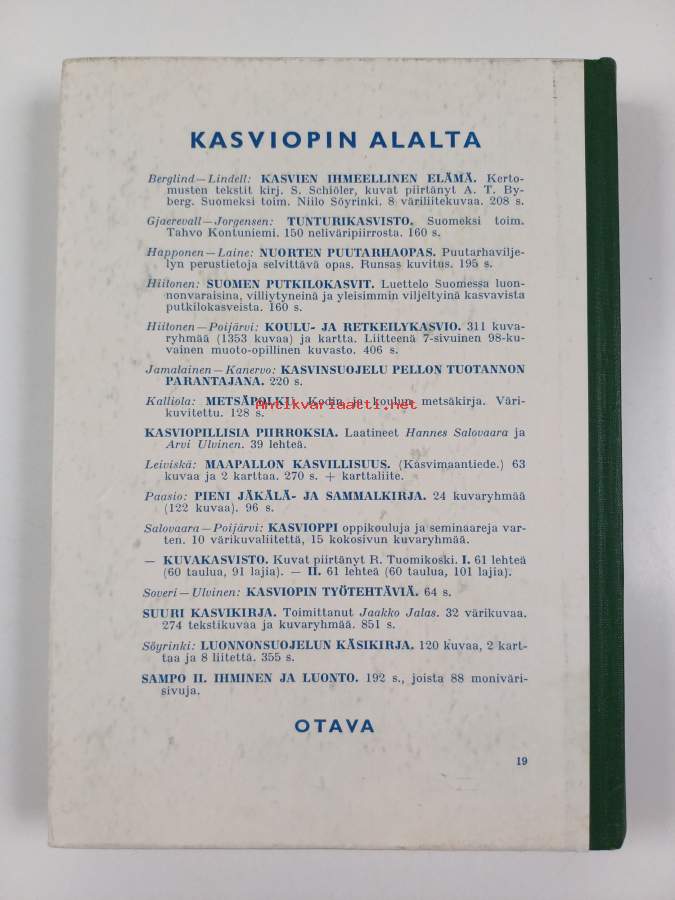 KASVIOPIN ALALTA
Berglind—Lindell: KASVIEN IHMEELLINEN ELÄMÄ. Kerto-
musten tekstit kirj. S. Schiöler, kuvat piirtänyt A. T. By-
berg. Suomeksi toim. Niilo Söyrinki. 8 väriliitekuvaa. 208 s.
Gjaerevall—Jorgensen: TUNTURIKASVISTO. Suomeksi toim.
Tahvo Kontuniemi. 150 neliväripiirrosta. 160 s.
Happonen—Laine: NUORTEN PUUTARHAOPAS. Puutarhavilje-
lyn perustietoja selvittävä opas. Runsas kuvitus. 195 s.
Hiitonen: SUOMEN PUTKILOKASVIT. Luettelo Suomessa luon-
nonvaraisina, villiytyneinä ja yleisimmin viljeltyinä kasvavista
putkilokasveista. 160 s.
Hiitonen—Poijärvi: KOULU- JA RETKEILYKASVIO. 311 kuva-
ryhmää (1353 kuvaa) ja kartta. Liitteenä 7-sivuinen 98-ku-
vainen muoto-opillinen kuvasto. 406 s.
Jamalainen—Kanervo: KASVINSUOJELU PELLON TUOTANNON
PARANTAJANA. 220 s.
Kalliola: METSÄPOLKU. Kodin ja koulun metsäkirja. Väri-
kuvitettu. 128 s.
Antikvariaatti.net
KASVIOPILLISIA PIIRROKSIA. Laatineet Hannes Salovaara ja
Arvi Ulvinen. 39 lehteä.
Leiviskä: MAAPALLON KASVILLISUUS. (Kasvimaantiede.) 63
kuvaa ja 2 karttaa. 270 s. + karttaliite.
Paasio: PIENI JÄKÄLÄ- JA SAMMALKIRJA. 24 kuvaryhmää
(122 kuvaa). 96 s.
Salovaara—Poijärvi: KASVIOPPI oppikouluja ja seminaareja var-
ten. 10 värikuvaliitettä, 15 kokosivun kuvaryhmää.
— KUVAKASVISTO. Kuvat piirtänyt R. Tuomikoski. I. 61 lehteä
(60 taulua, 91 lajia). — II. 61 lehteä (60 taulua, 101 lajia).
Soveri—Ulvinen: KASVIOPIN TYÖTEHTÄVIÄ. 64 s.
SUURI KASVIKIRJA. Toimittanut Jaakko Jalas. 32 värikuvaa.
274 tekstikuvaa ja kuvaryhmää. 851 s.
Söyrinki: LUONNONSUOJELUN KÄSIKIRJA. 120 kuvaa, 2 kart-
taa ja 8 liitettä. 355 s.
SAMPO II. IHMINEN JA LUONTO. 192 s., joista 88 moniväri-
sivuja.
OTAVA
19